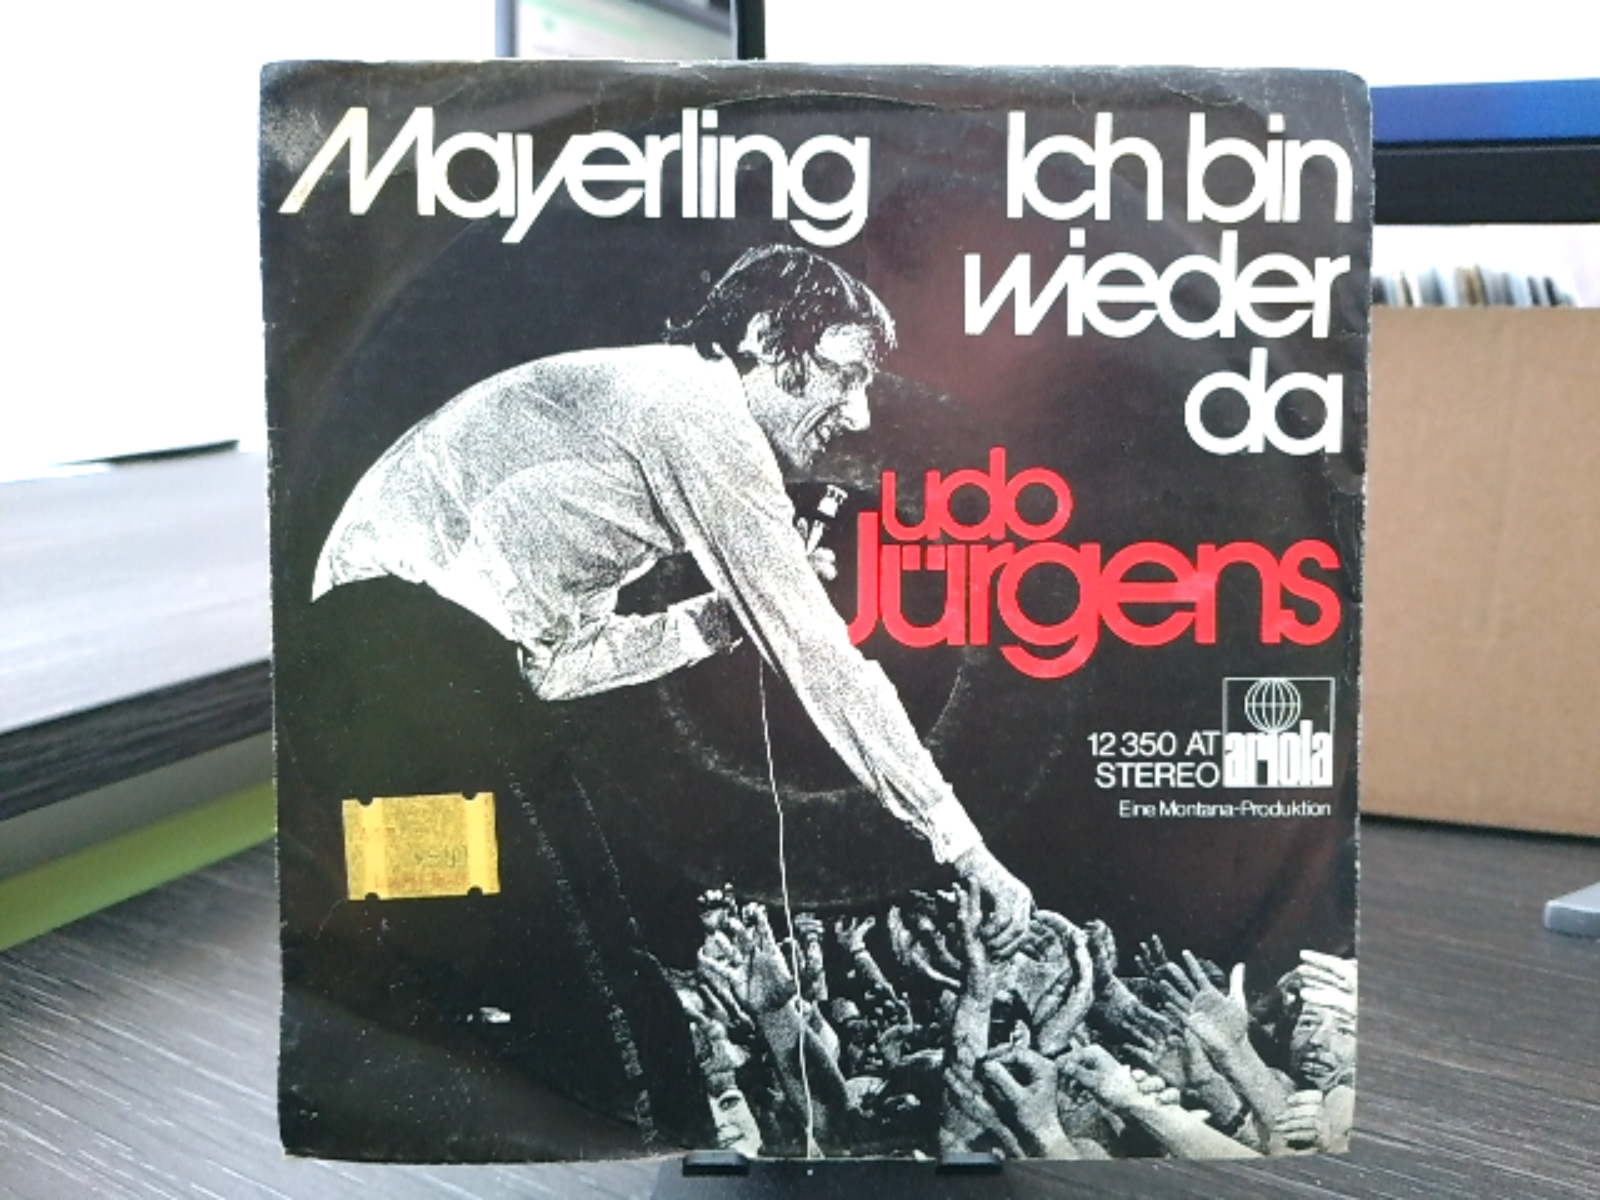 Mayerling
Ich bin
wieder
da
udo
Jürgens
12 350 AT
STEREO
ariola
Eine Montana-Produktion